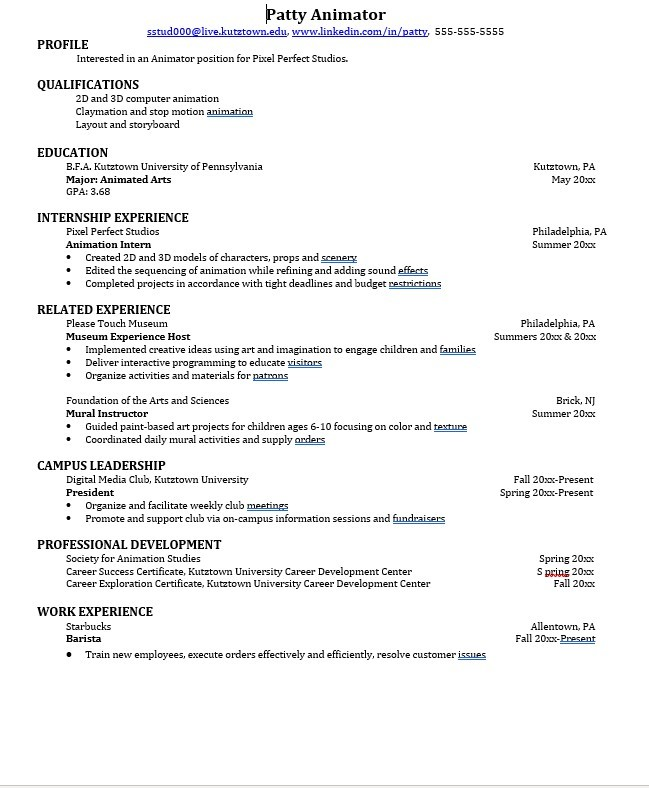 Patty Animator
sstud000@live.kutztown.edu, www.linkedin.com/in/patty, 555-555-5555
PROFILE
Interested in an Animator position for Pixel Perfect Studios.
QUALIFICATIONS
2D and 3D computer animation
Claymation and stop motion animation
Layout and storyboard
EDUCATION
B.F.A. Kutztown University of Pennsylvania Kutztown, PA
Major: Animated Arts May 20xx
GPA: 3.68
INTERNSHIP EXPERIENCE
Pixel Perfect Studios Philadelphia, PA
Animation Intern Summer 20xx
• Created 2D and 3D models of characters, props and scenery
• Edited the sequencing of animation while refining and adding sound effects
• Completed projects in accordance with tight deadlines and budget restrictions
RELATED EXPERIENCE
Please Touch Museum Philadelphia, PA
Museum Experience Host Summers 20xx & 20xx
• Implemented creative ideas using art and imagination to engage children and families
• Deliver interactive programming to educate visitors
• Organize activities and materials for patrons
Foundation of the Arts and Sciences Brick, NJ
Mural Instructor Summer 20xx
• Guided paint-based art projects for children ages 6-10 focusing on color and texture
• Coordinated daily mural activities and supply orders
CAMPUS LEADERSHIP
Digital Media Club, Kutztown University Fall 20xx-Present
President Spring 20xx-Present
• Organize and facilitate weekly club meetings
• Promote and support club via on-campus information sessions and fundraisers
PROFESSIONAL DEVELOPMENT
Society for Animation Studies Spring 20xx
Career Success Certificate, Kutztown University Career Development Center S pring 20xx
Career Exploration Certificate, Kutztown University Career Development Center Fall 20xx
WORK EXPERIENCE
Starbucks Allentown, PA
Barista Fall 20xx-Present
• Train new employees, execute orders effectively and efficiently, resolve customer issues